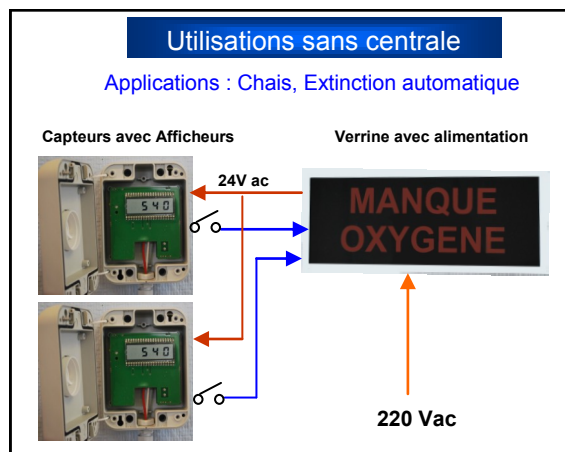 Utilisations sans centrale
Applications : Chais, Extinction automatique
Capteurs avec Afficheurs
Verrine avec alimentation
24V ac
540
MANQUE
OXYGENE
540
220 Vac